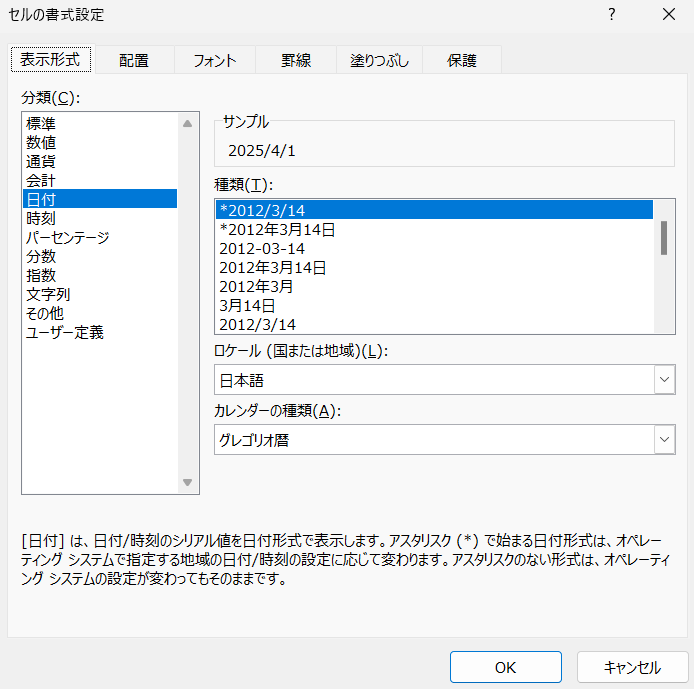 セルの書式設定
?
表示形式 配置 フォント 罫線 塗りつぶし 保護
分類(C):
標準
数値
通貨
会計
日付
時刻
パーセンテージ
分数
指数
文字列
その他
ユーザー定義
サンプル
2025/4/1
種類(T):
*2012/3/14
*2012年3月14日
2012-03-14
2012年3月14日
2012年3月
3月14日
2012/3/14
ロケール (国または地域)(L):
日本語
カレンダーの種類(A):
グレゴリオ暦
[日付] は、日付/時刻のシリアル値を日付形式で表示します。アスタリスク (*) で始まる日付形式は、オペレー
ティング システムで指定する地域の日付/時刻の設定に応じて変わります。アスタリスクのない形式は、オペレーティ
ング システムの設定が変わってもそのままです。
OK キャンセル